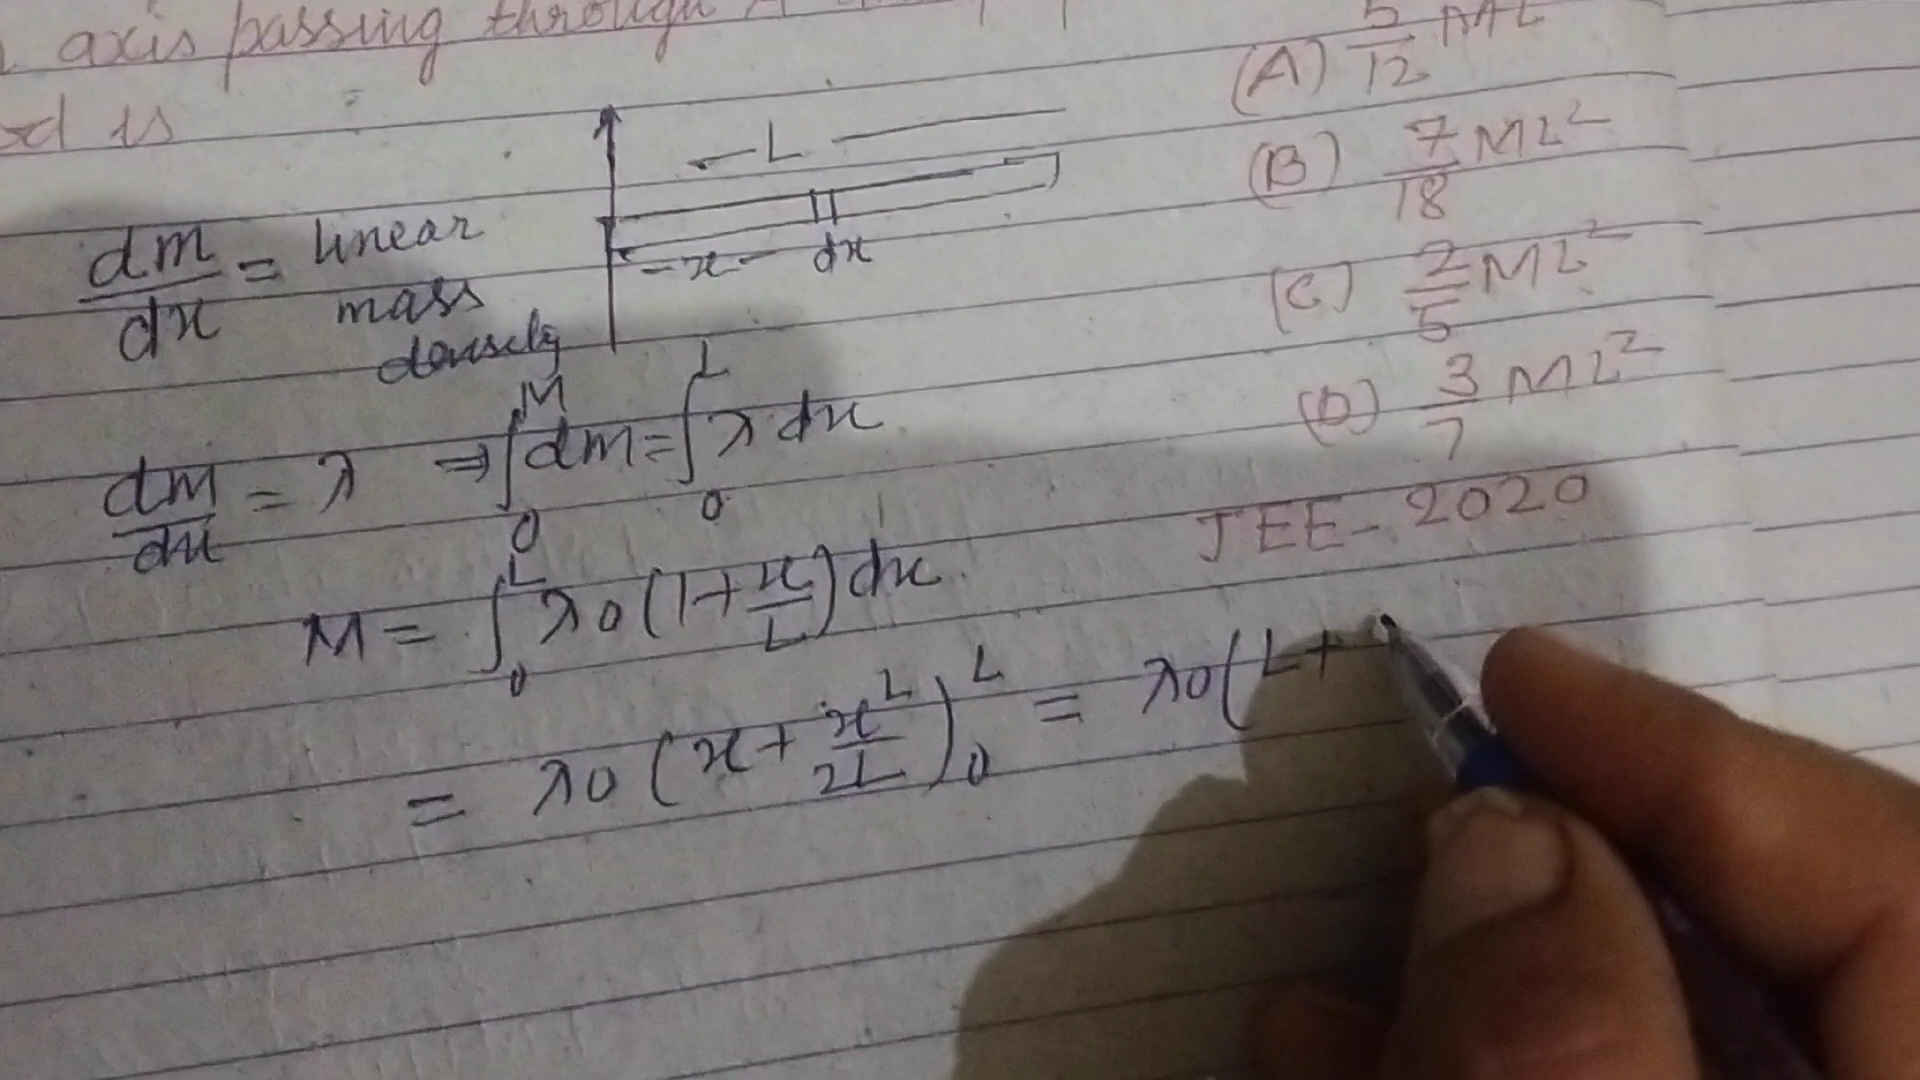 axis passing through
is
(A) 5/12 ML
L
(B) 7/18 ML²
dm/dx = linear mass density
x dx
(C) 2/5 ML²
(D) 3/7 ML²
dm/dx = λ ⇒ ∫₀ᴹ dm = ∫₀ᴸ λ dx
JEE - 2020
M = ∫₀ᴸ λ0 (1 + x/L) dx
= λ0 (x + x²/2L)₀ᴸ = λ0 (L +